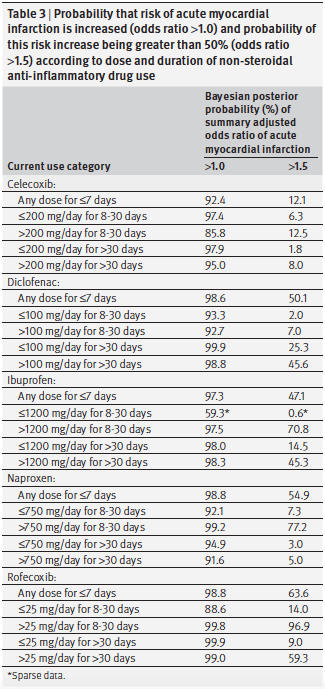 Table 3 | Probability that risk of acute myocardial
infarction is increased (odds ratio >1.0) and probability of
this risk increase being greater than 50% (odds ratio
>1.5) according to dose and duration of non-steroidal
anti-inflammatory drug use
Bayesian posterior
probability (%) of
summary adjusted
odds ratio of acute
myocardial infarction
Current use category >1.0 >1.5
Celecoxib:
Any dose for ≤7 days 92.4 12.1
≤200 mg/day for 8-30 days 97.4 6.3
>200 mg/day for 8-30 days 85.8 12.5
≤200 mg/day for >30 days 97.9 1.8
>200 mg/day for >30 days 95.0 8.0
Diclofenac:
Any dose for ≤7 days 98.6 50.1
≤100 mg/day for 8-30 days 93.3 2.0
>100 mg/day for 8-30 days 92.7 7.0
≤100 mg/day for >30 days 99.9 25.3
>100 mg/day for >30 days 98.8 45.6
Ibuprofen:
Any dose for ≤7 days 97.3 47.1
≤1200 mg/day for 8-30 days 59.3* 0.6*
>1200 mg/day for 8-30 days 97.5 70.8
≤1200 mg/day for >30 days 98.0 14.5
>1200 mg/day for >30 days 98.3 45.3
Naproxen:
Any dose for ≤7 days 98.8 54.9
≤750 mg/day for 8-30 days 92.1 7.3
>750 mg/day for 8-30 days 99.2 77.2
≤750 mg/day for >30 days 94.9 3.0
>750 mg/day for >30 days 91.6 5.0
Rofecoxib:
Any dose for ≤7 days 98.8 63.6
≤25 mg/day for 8-30 days 88.6 14.0
>25 mg/day for 8-30 days 99.8 96.9
≤25 mg/day for >30 days 99.9 9.0
>25 mg/day for >30 days 99.0 59.3
*Sparse data.